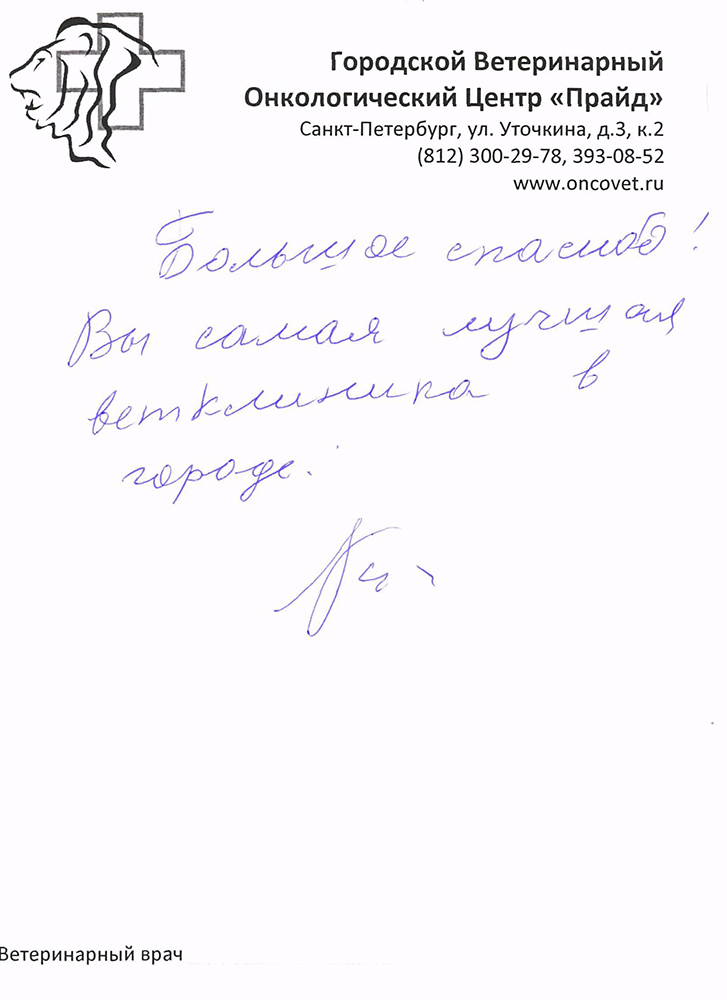 Городской Ветеринарный
Онкологический Центр «Прайд»
Санкт-Петербург, ул. Уточкина, д.3, к.2
(812) 300-29-78, 393-08-52
www.oncovet.ru
Большое спасибо!
Вы самая лучшая
ветклиника в
городе.
Ветеринарный врач